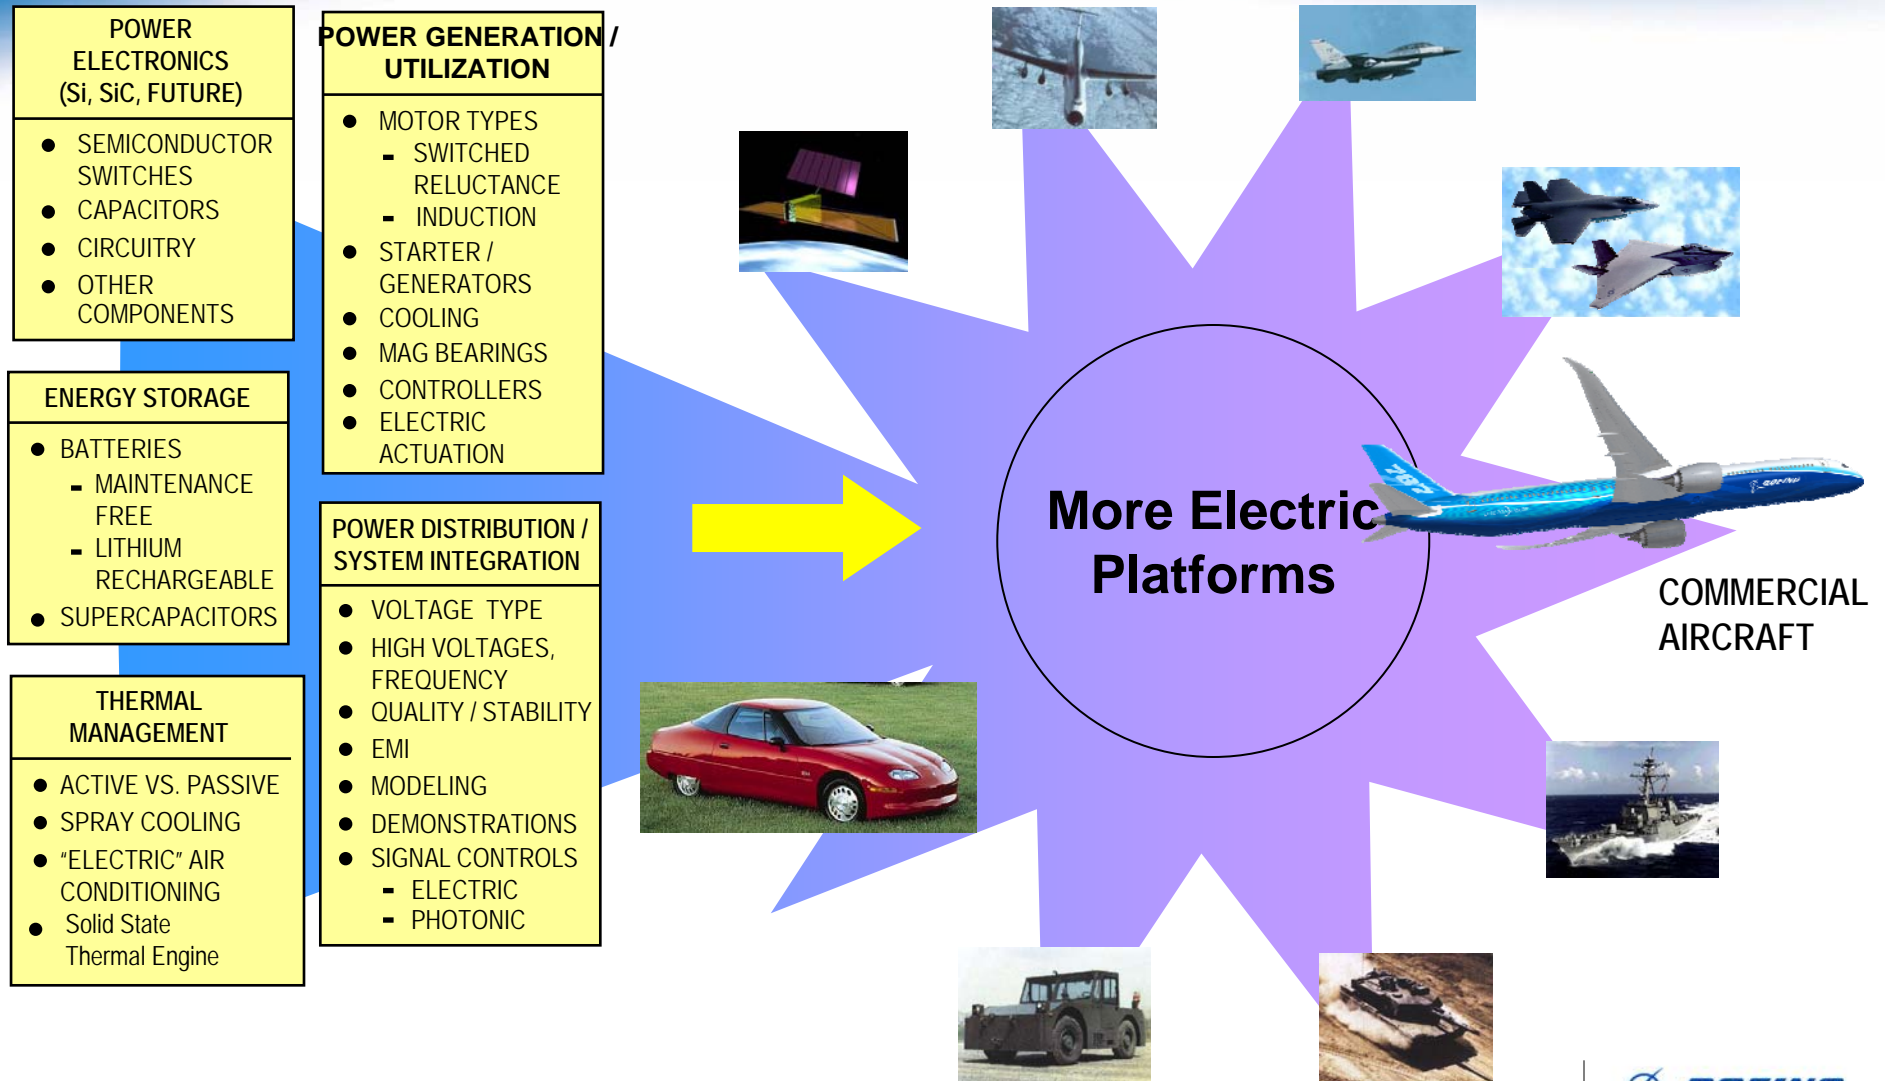 POWER
ELECTRONICS
(Si, SiC, FUTURE)
● SEMICONDUCTOR
SWITCHES
● CAPACITORS
● CIRCUITRY
● OTHER
COMPONENTS
ENERGY STORAGE
● BATTERIES
- MAINTENANCE
FREE
- LITHIUM
RECHARGEABLE
● SUPERCAPACITORS
THERMAL
MANAGEMENT
● ACTIVE VS. PASSIVE
● SPRAY COOLING
● “ELECTRIC” AIR
CONDITIONING
● Solid State
Thermal Engine
POWER GENERATION /
UTILIZATION
● MOTOR TYPES
- SWITCHED
RELUCTANCE
- INDUCTION
● STARTER /
GENERATORS
● COOLING
● MAG BEARINGS
● CONTROLLERS
● ELECTRIC
ACTUATION
POWER DISTRIBUTION /
SYSTEM INTEGRATION
● VOLTAGE TYPE
● HIGH VOLTAGES,
FREQUENCY
● QUALITY / STABILITY
● EMI
● MODELING
● DEMONSTRATIONS
● SIGNAL CONTROLS
- ELECTRIC
- PHOTONIC
More Electric
Platforms
787
BOEING
COMMERCIAL
AIRCRAFT
BOEING